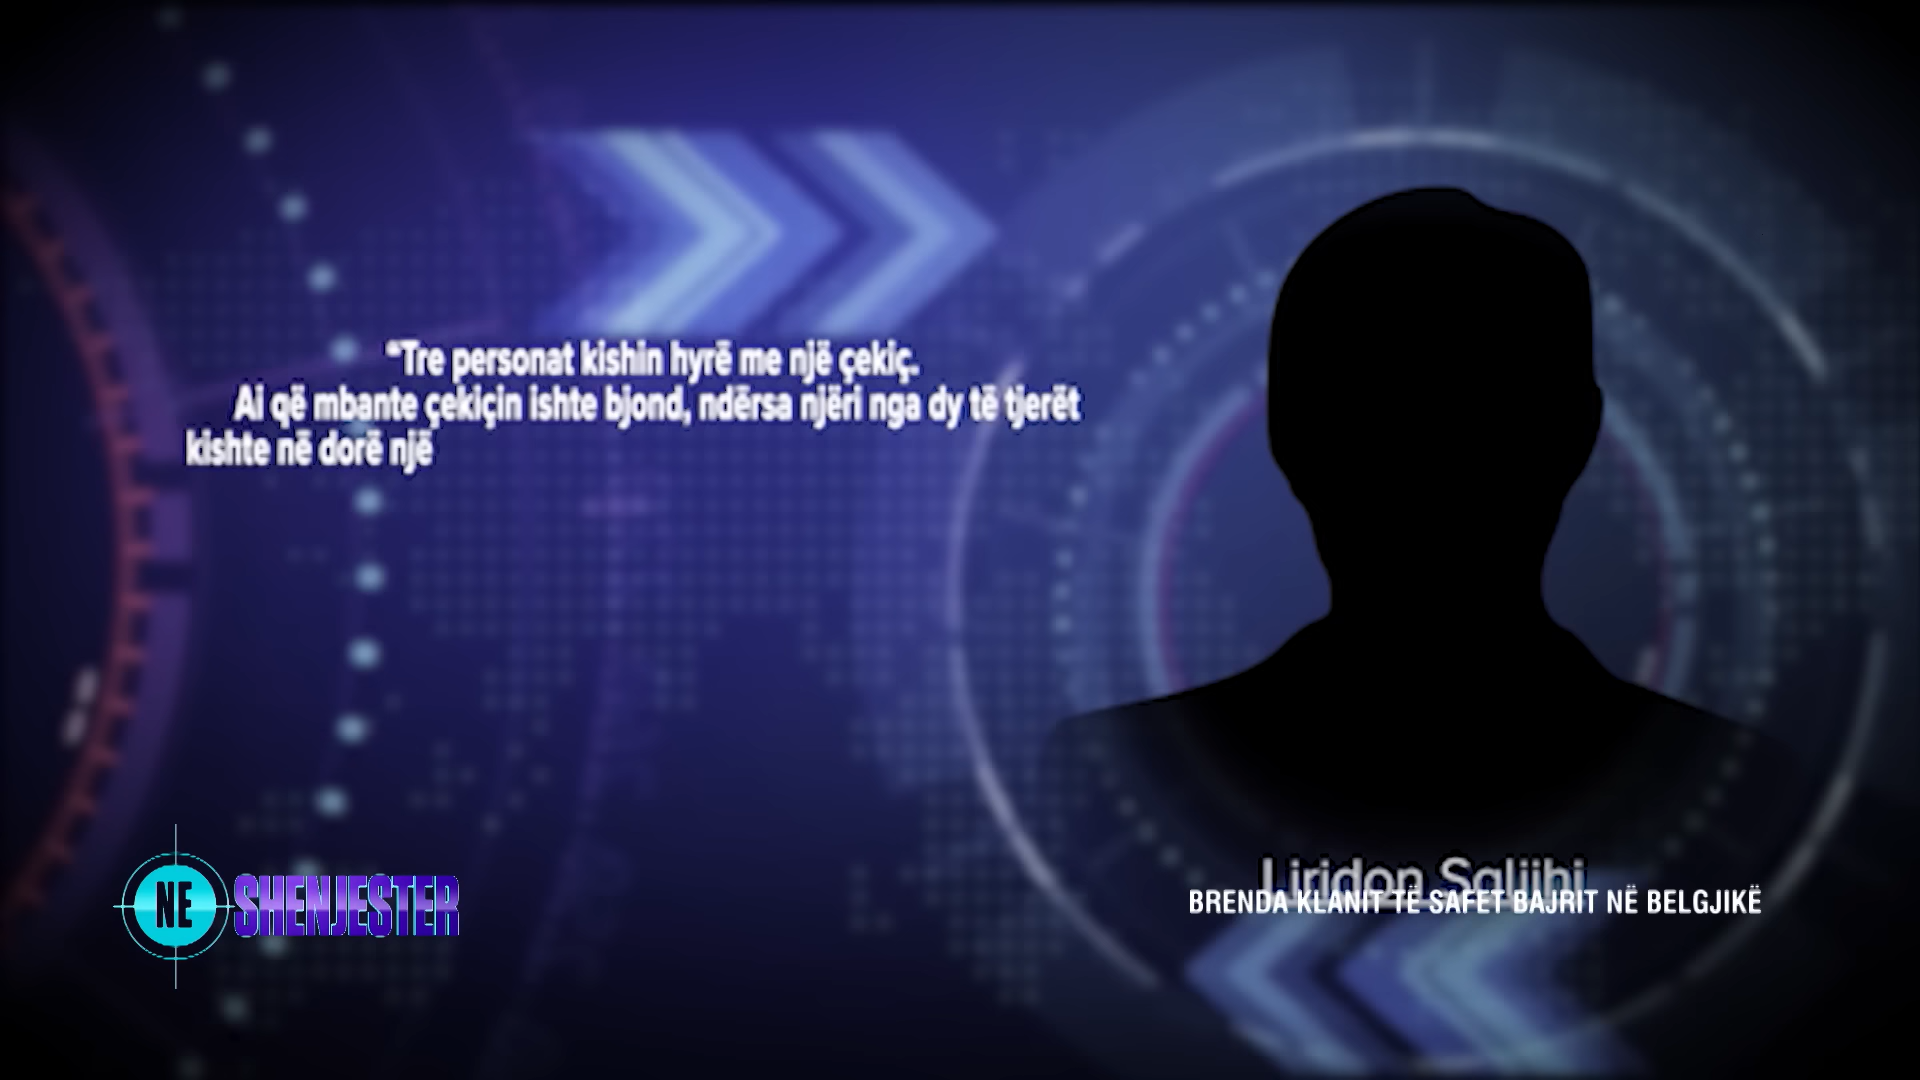 “Tre personat kishin hyrë me një çekiç.
Ai që mbante çekiçin ishte bjond, ndërsa njëri nga dy të tjerët
kishte në dorë një
Liridon
BRENDA KLANIT TË SAFET BAJRIT NË BELGJIKË
NE SHENJESTER